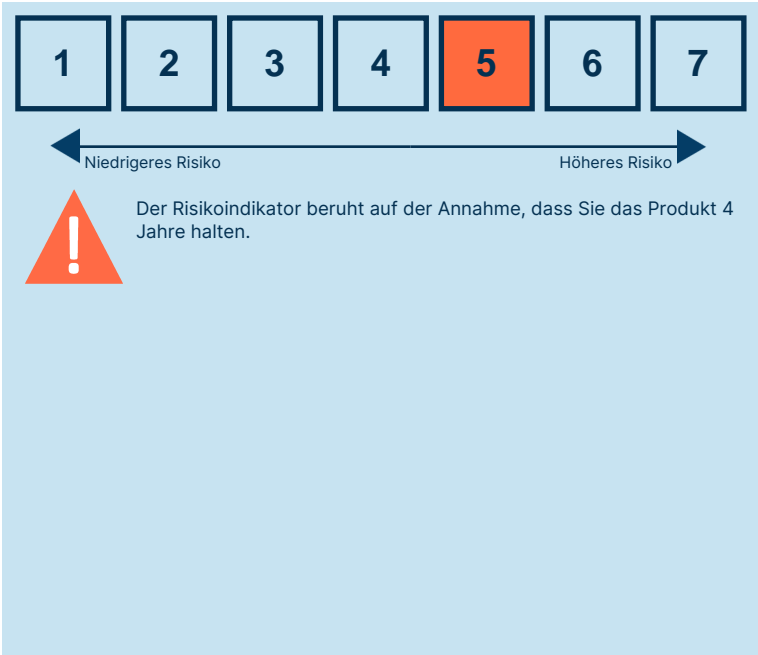 1 2 3 4 5 6 7
Niedrigeres Risiko Höheres Risiko
Der Risikoindikator beruht auf der Annahme, dass Sie das Produkt 4
Jahre halten.